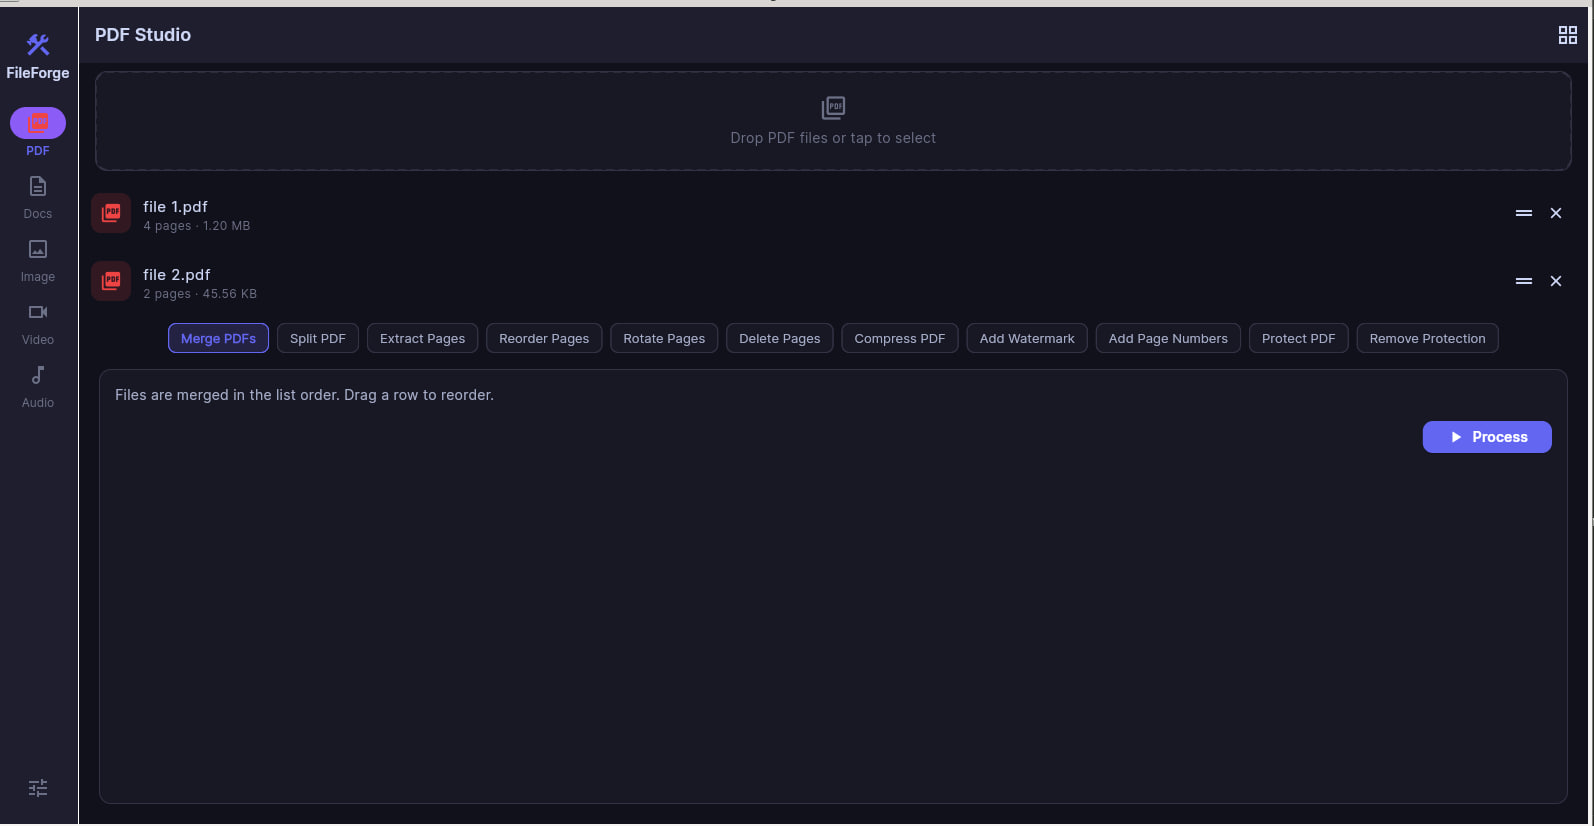 PDF Studio
FileForge
PDF
Docs
Image
Video
Audio
PDF
Drop PDF files or tap to select
PDF
file 1.pdf
4 pages · 1.20 MB
PDF
file 2.pdf
2 pages · 45.56 KB
Merge PDFs
Split PDF
Extract Pages
Reorder Pages
Rotate Pages
Delete Pages
Compress PDF
Add Watermark
Add Page Numbers
Protect PDF
Remove Protection
Files are merged in the list order. Drag a row to reorder.
Process